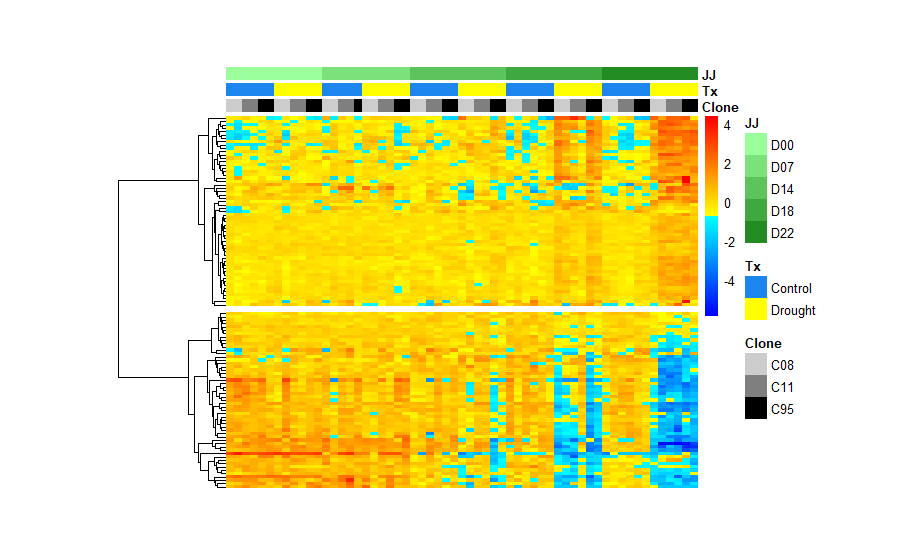 JJ
Tx
Clone
4
2
0
-2
-4
JJ
D00
D07
D14
D18
D22
Tx
Control
Drought
Clone
C08
C11
C95